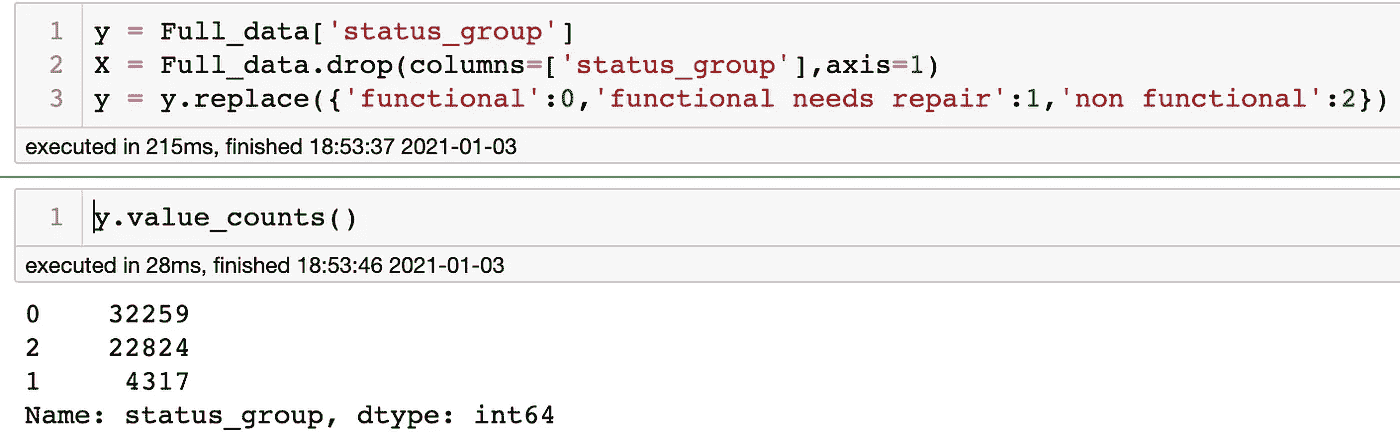 1 y = Full_data['status_group']
2 X = Full_data.drop(columns=['status_group'],axis=1)
3 y = y.replace({'functional':0,'functional needs repair':1,'non functional':2})
executed in 215ms, finished 18:53:37 2021-01-03
1 y.value_counts()
executed in 28ms, finished 18:53:46 2021-01-03
0 32259
2 22824
1 4317
Name: status_group, dtype: int64